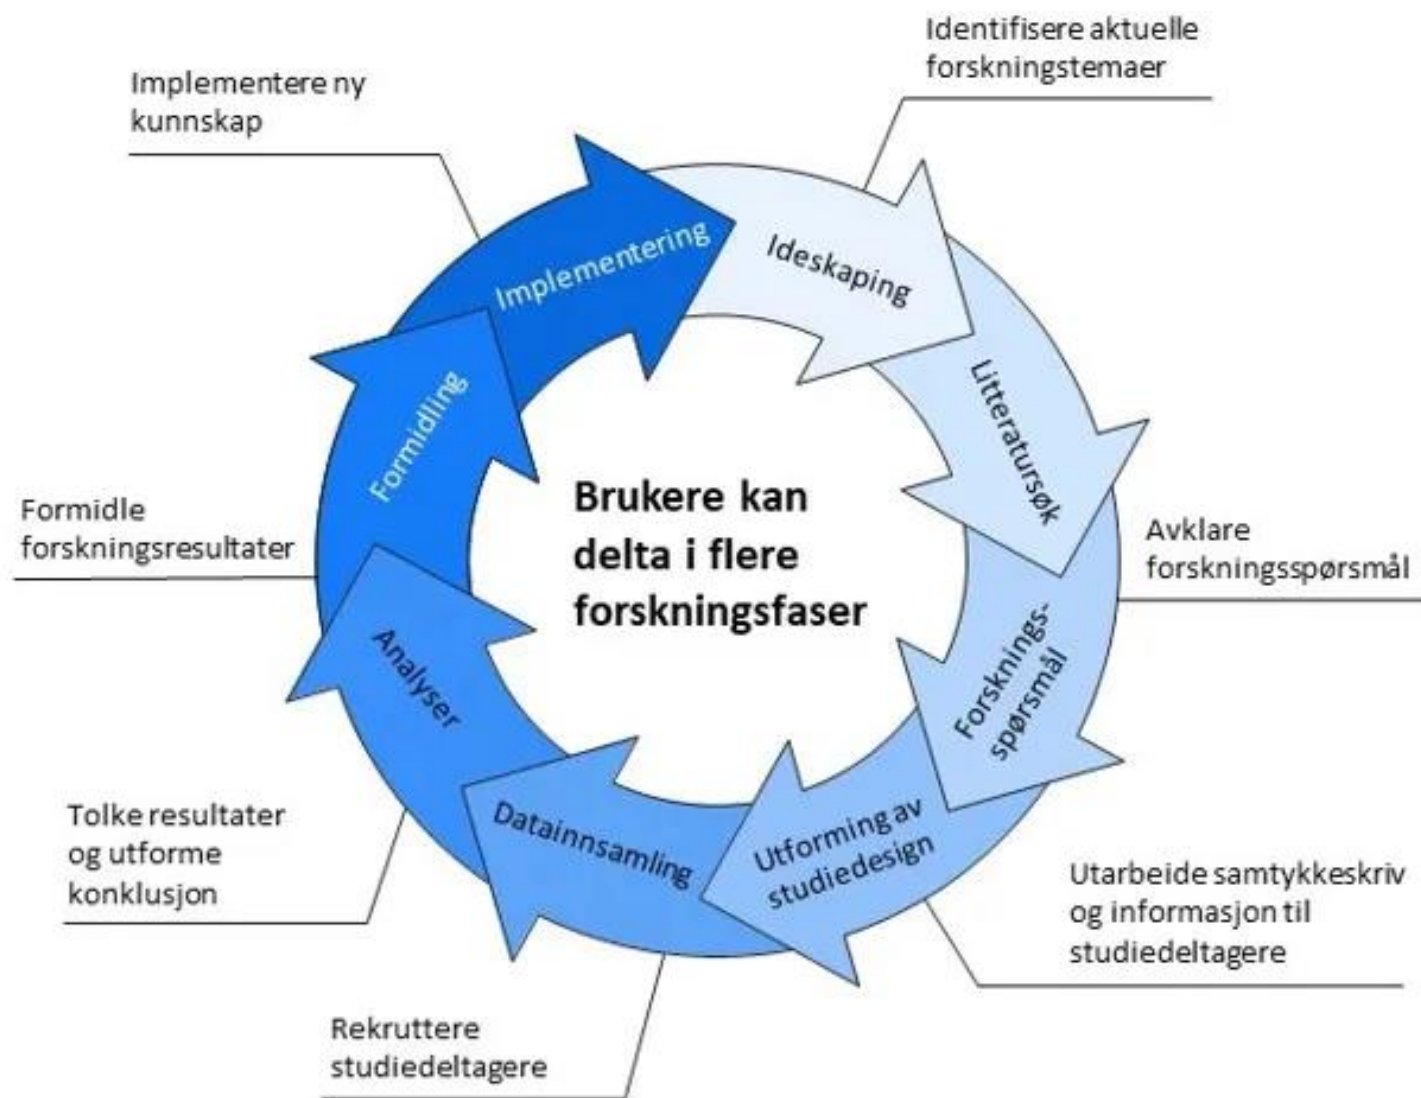 Identifisere aktuelle
forskningstemaer
Implementere ny
kunnskap
Implementering
Ideskaping
Litteratursøk
Formidling
Brukere kan
delta i flere
forskningsfaser
Formidle
forskningsresultater
Avklare
forskningsspørsmål
Forsknings-
spørsmål
Analyser
Datainnsamling
Utforming av
studiedesign
Tolke resultater
og utforme
konklusjon
Utarbeide samtykkeskriv
og informasjon til
studiedeltagere
Rekruttere
studiedeltagere